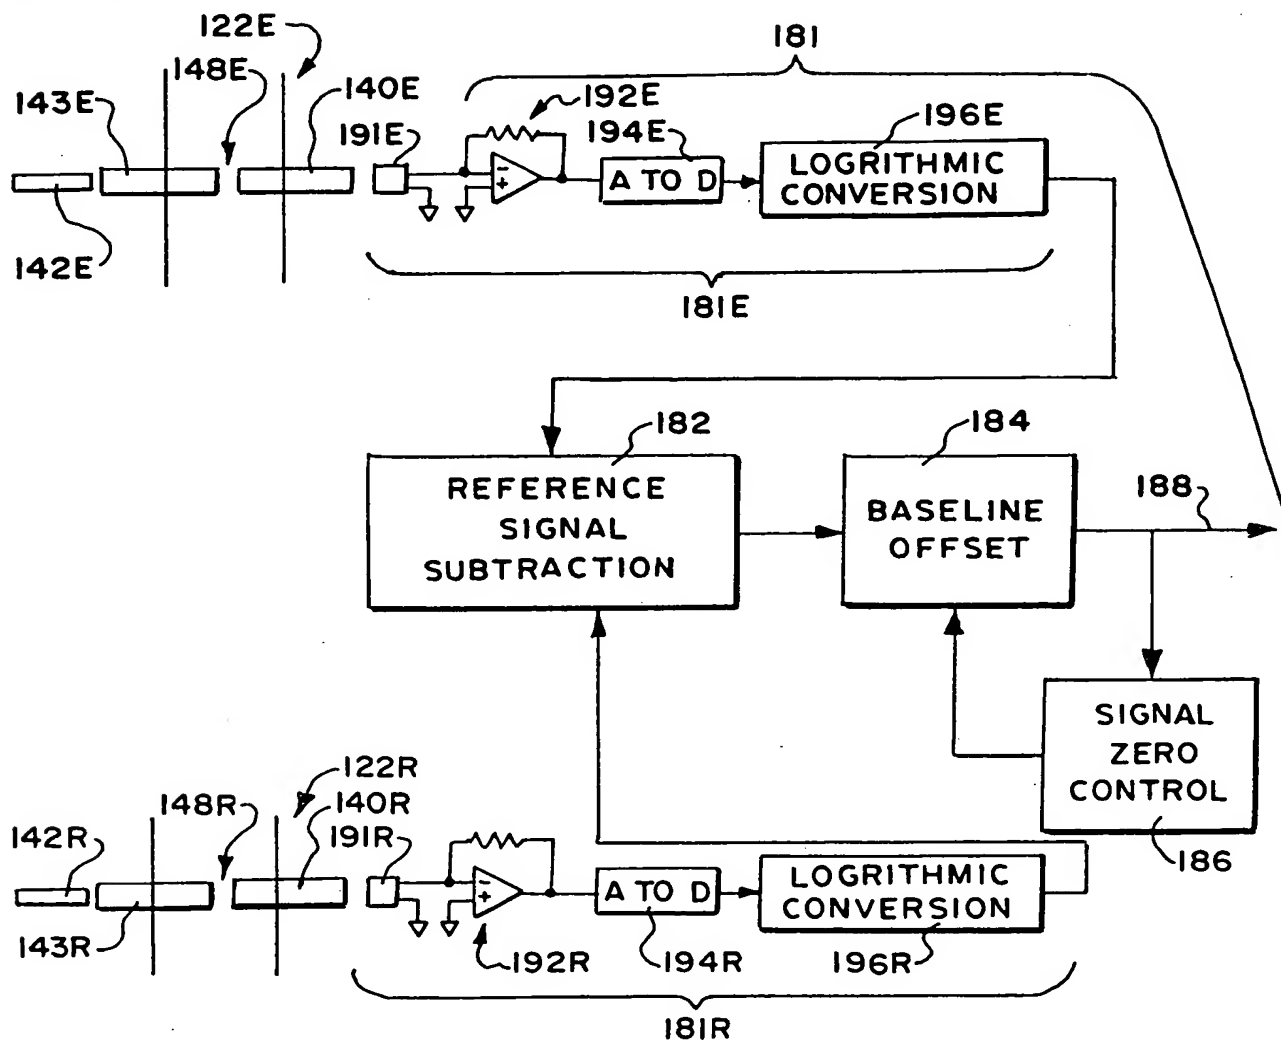 122E
181
148E
143E
140E
192E
191E
194E
196E
A TO D
LOGRITHMIC
CONVERSION
142E
181E
182
184
188
REFERENCE
SIGNAL
SUBTRACTION
BASELINE
OFFSET
SIGNAL
ZERO
CONTROL
186
122R
148R
140R
142R
191R
A TO D
LOGRITHMIC
CONVERSION
143R
192R
194R
196R
181R